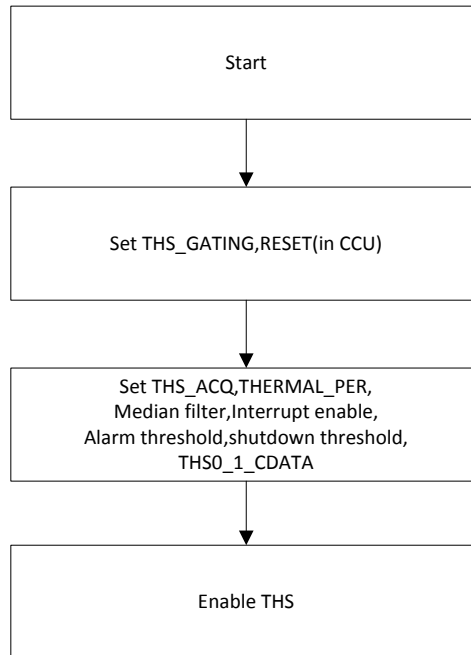 Start
Set THS_GATING,RESET(in CCU)
Set THS_ACQ,THERMAL_PER,
Median filter,Interrupt enable,
Alarm threshold,shutdown threshold,
THS0_1_CDATA
Enable THS